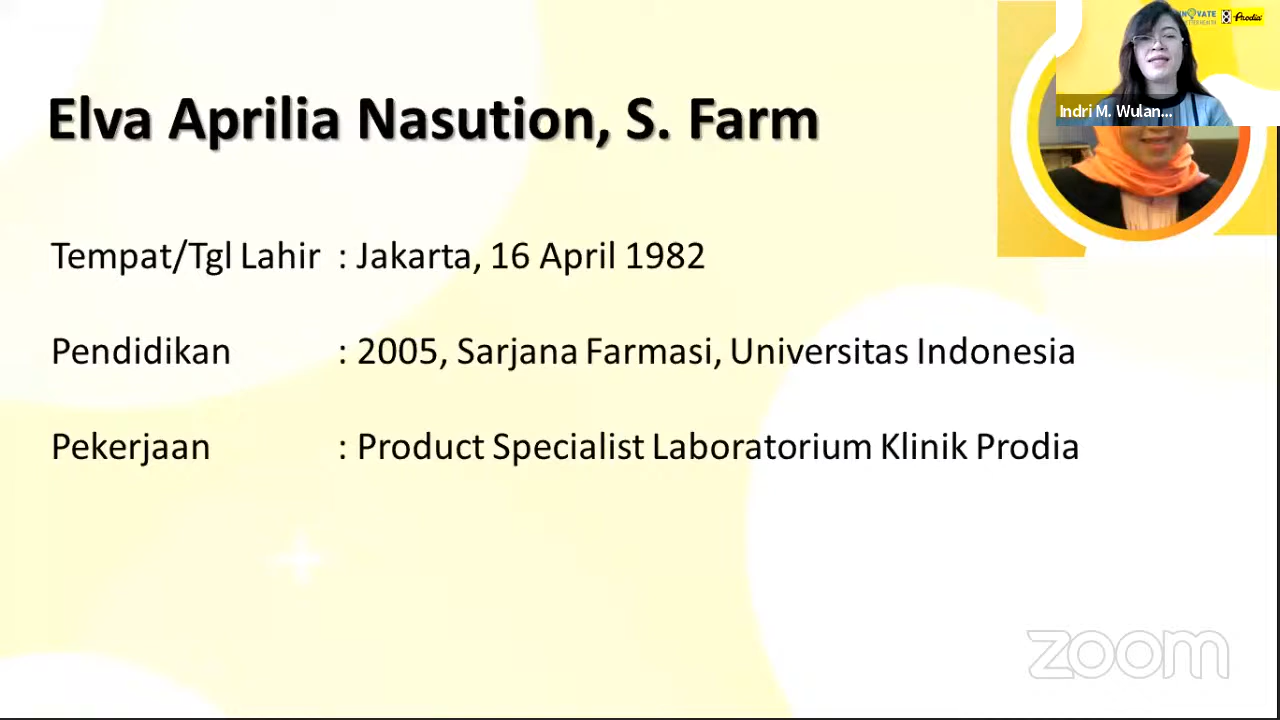 Elva Aprilia Nasution, S. Farm
Tempat/Tgl Lahir : Jakarta, 16 April 1982
Pendidikan : 2005, Sarjana Farmasi, Universitas Indonesia
Pekerjaan : Product Specialist Laboratorium Klinik Prodia
Prodia
Indri M. Wulan...
zoom